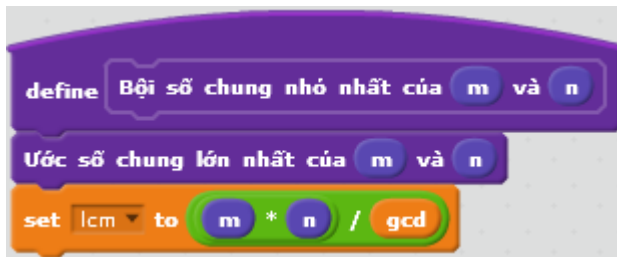 define Bội số chung nhỏ nhất của m và n
Ước số chung lớn nhất của m và n
set lcm to m * n / gcd